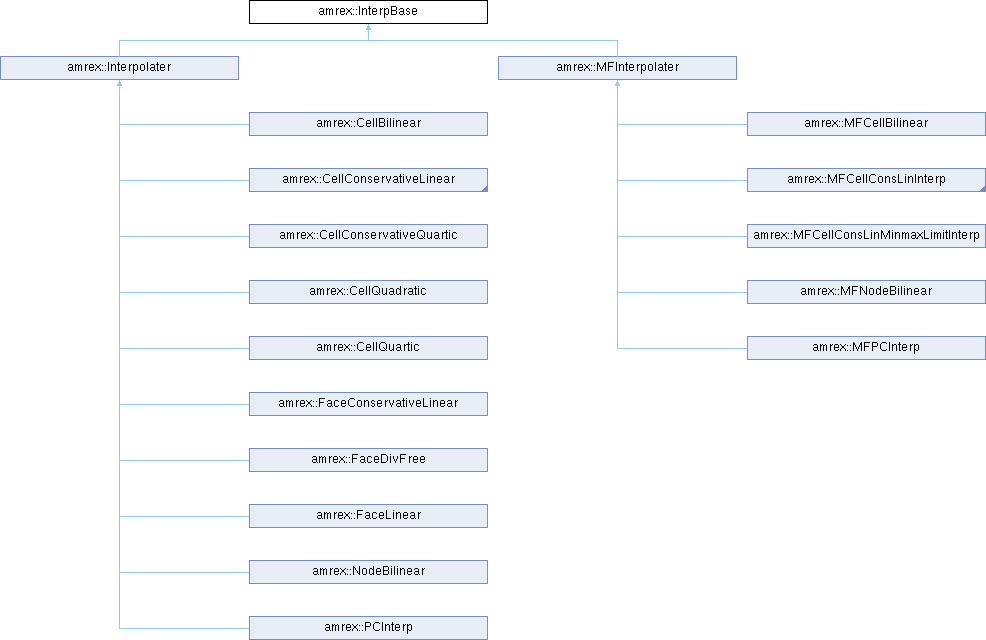 amrex::InterpBase
amrex::Interpolater
amrex::MFInterpolater
amrex::CellBilinear
amrex::MFCellBilinear
amrex::CellConservativeLinear
amrex::MFCellConsLinInterp
amrex::CellConservativeQuartic
amrex::MFCellConsLinMinmaxLimitInterp
amrex::CellQuadratic
amrex::MFNodeBilinear
amrex::CellQuartic
amrex::MFPCInterp
amrex::FaceConservativeLinear
amrex::FaceDivFree
amrex::FaceLinear
amrex::NodeBilinear
amrex::PCInterp